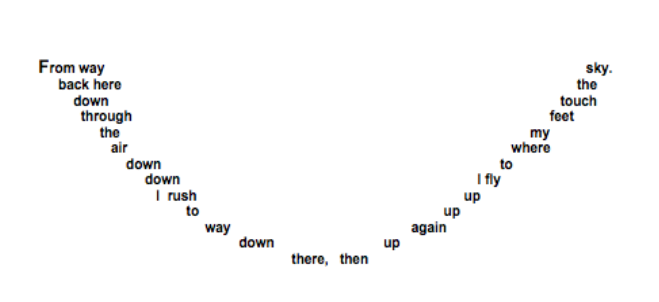 From way
back here
down
through
the
air
down
down
I rush
to
way
down
there, then
up
again
up
up
I fly
to
where
my
feet
touch
the
sky.